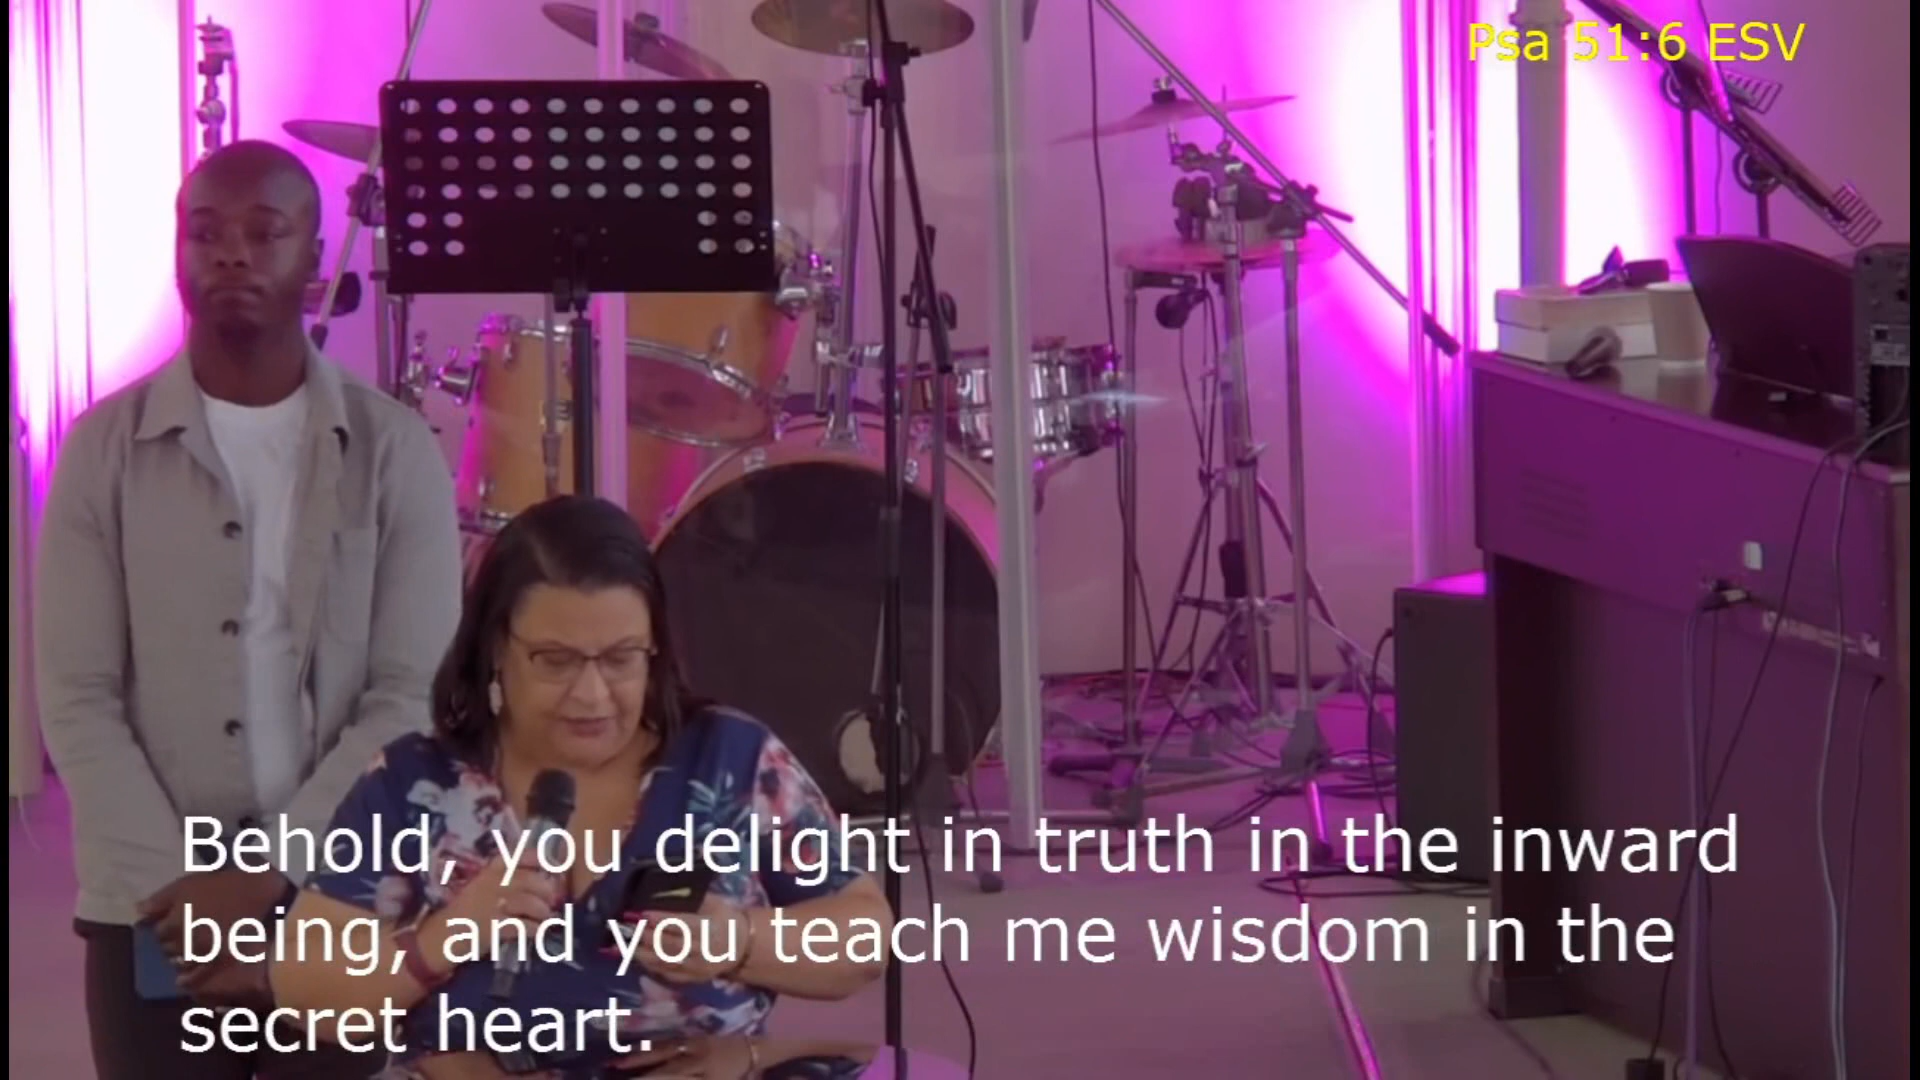 Psa 51:6 ESV
Behold, you delight in truth in the inward
being, and you teach me wisdom in the
secret heart.